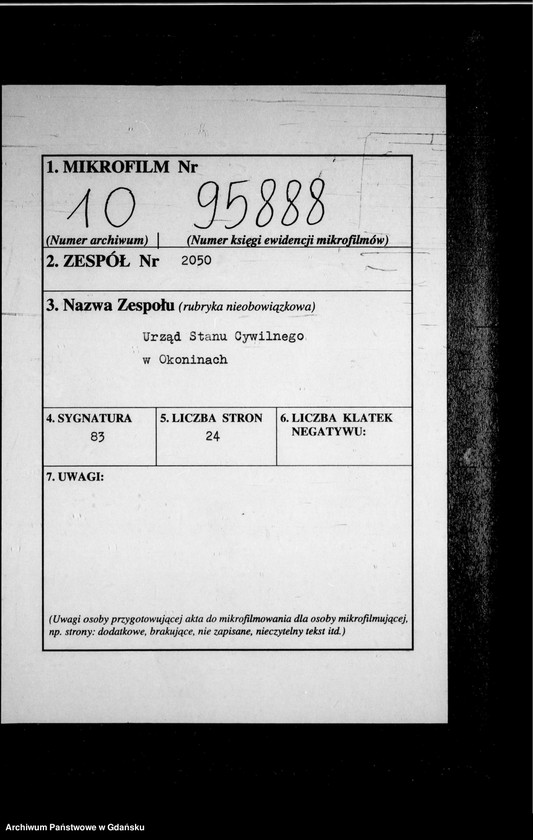 1. MIKROFILM Nr
10 95888
(Numer archiwum) (Numer księgi ewidencji mikrofilmów)
2. ZESPÓŁ Nr 2050
3. Nazwa Zespołu (rubryka nieobowiązkowa)
Urząd Stanu Cywilnego
w Okoninach
4. SYGNATURA
83
5. LICZBA STRON
24
6. LICZBA KLATEK
NEGATYWU:
7. UWAGI:
(Uwagi osoby przygotowującej akta do mikrofilmowania dla osoby mikrofilmującej,
np. strony: dodatkowe, brakujące, nie zapisane, nieczytelny tekst itd.)
Archiwum Państwowe w Gdańsku